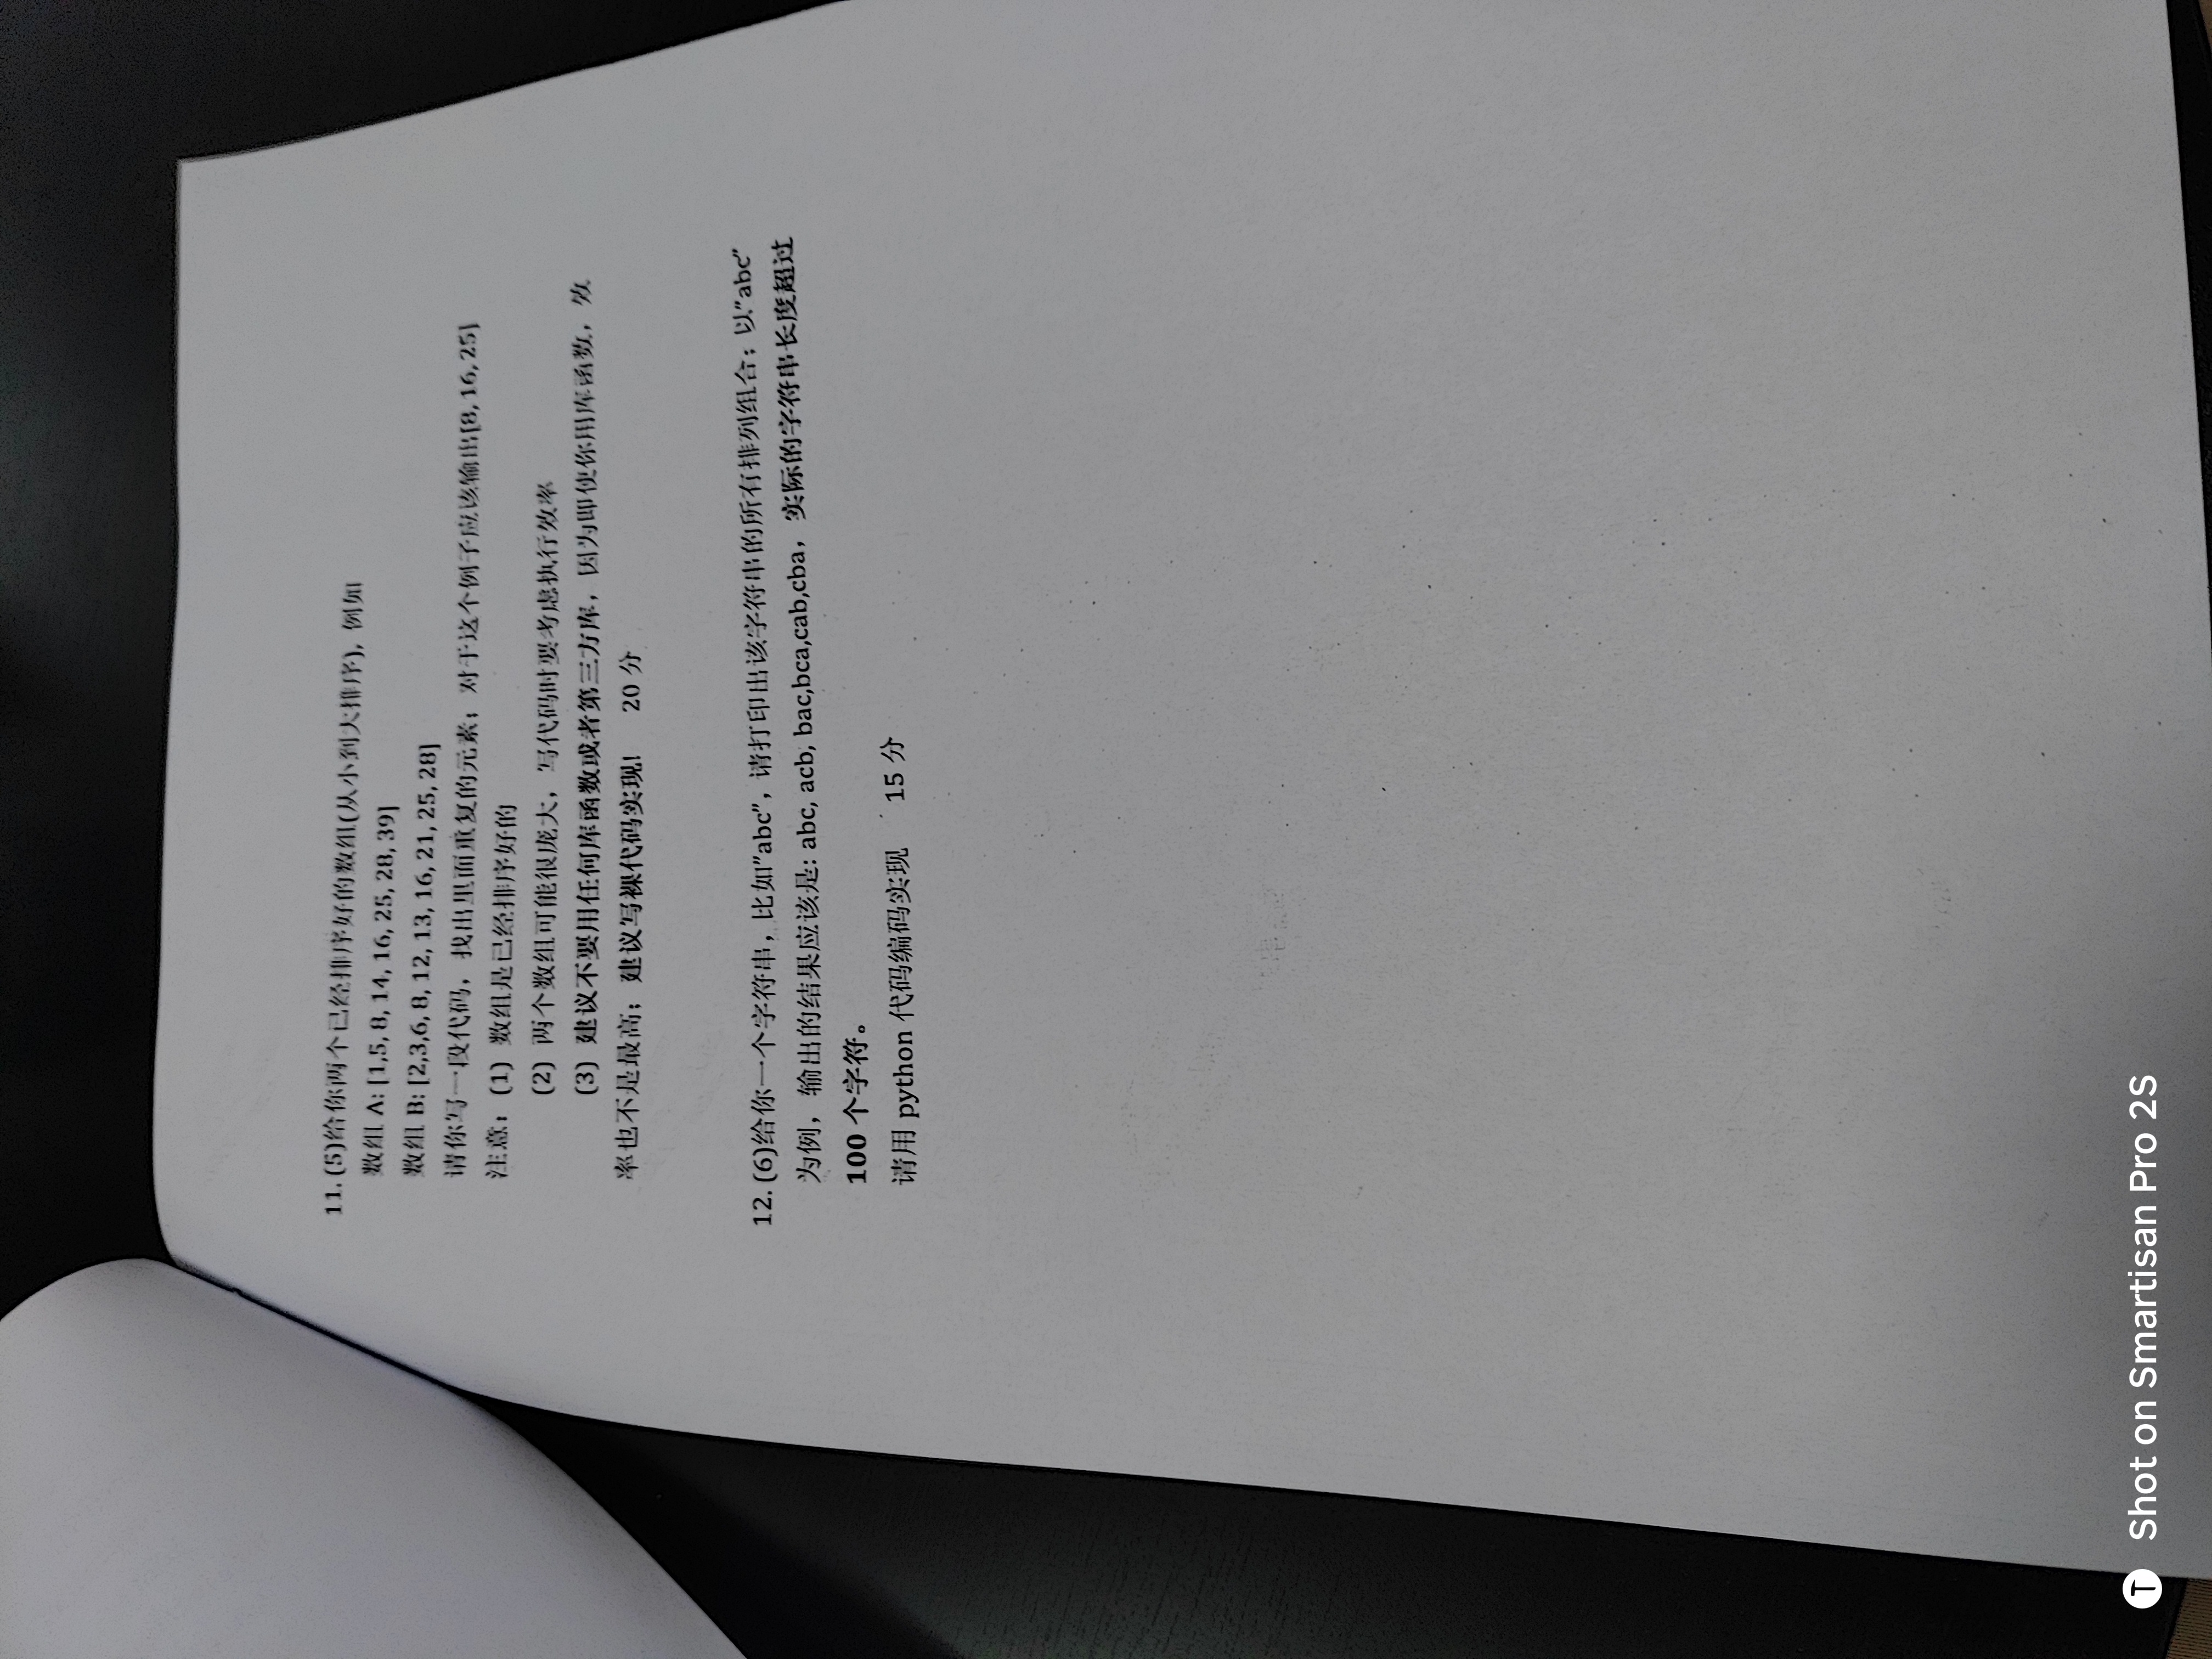 11. (5)给你两个已经排序好的数组(从小到大排序), 例如
数组 A: [1,5, 8, 14, 16, 25, 28, 39]
数组 B: [2,3,6, 8, 12, 13, 16, 21, 25, 28]
请你写一段代码，找出里面重复的元素；对于这个例子应该输出[8, 16, 25]
注意：(1) 数组是已经排序好的
(2) 两个数组可能很庞大，写代码时要考虑执行效率
(3) 建议不要用任何库函数或者第三方库，因为即使你用库函数，效
率也不是最高；建议写裸代码实现! 20 分
12. (6)给你一个字符串，比如"abc"，请打印出该字符串的所有排列组合；以"abc"
为例，输出的结果应该是: abc, acb, bac,bca,cab,cba，实际的字符串长度超过
100 个字符。
请用 python 代码编码实现 15 分
T Shot on Smartisan Pro 2S